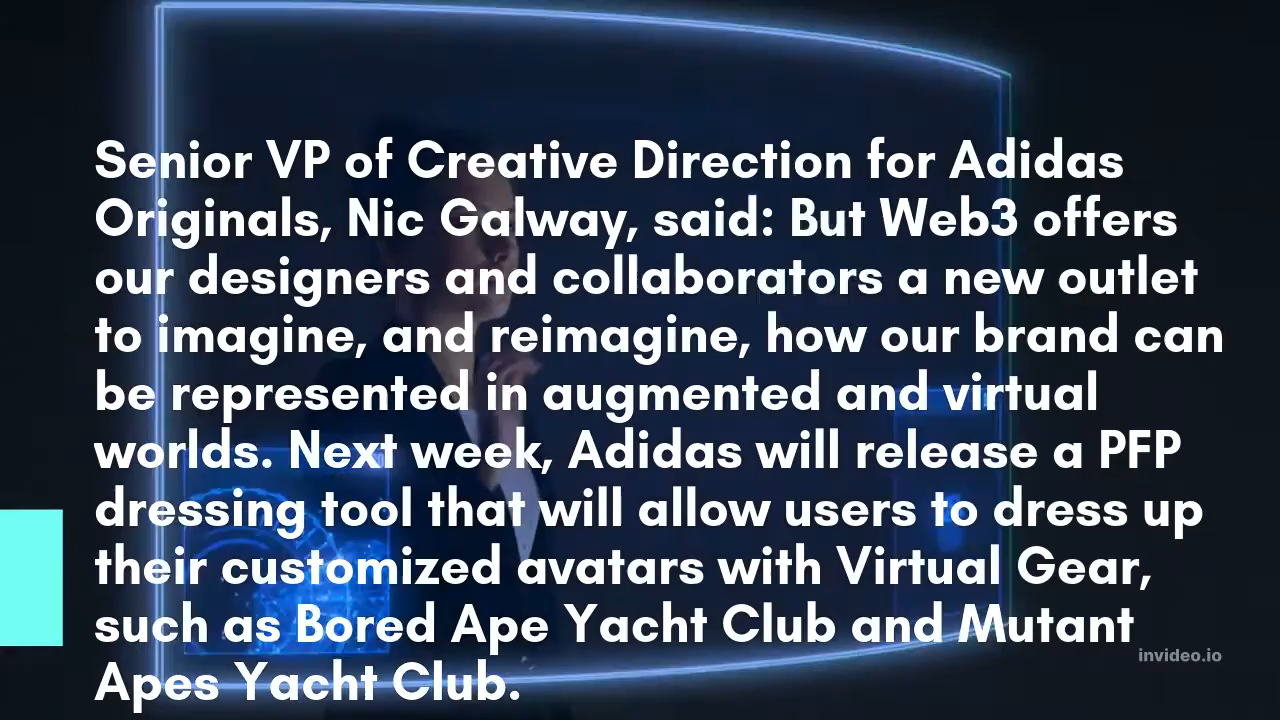 Senior VP of Creative Direction for Adidas
Originals, Nic Galway, said: But Web3 offers
our designers and collaborators a new outlet
to imagine, and reimagine, how our brand can
be represented in augmented and virtual
worlds. Next week, Adidas will release a PFP
dressing tool that will allow users to dress up
their customized avatars with Virtual Gear,
such as Bored Ape Yacht Club and Mutant
Apes Yacht Club.
invideo.io